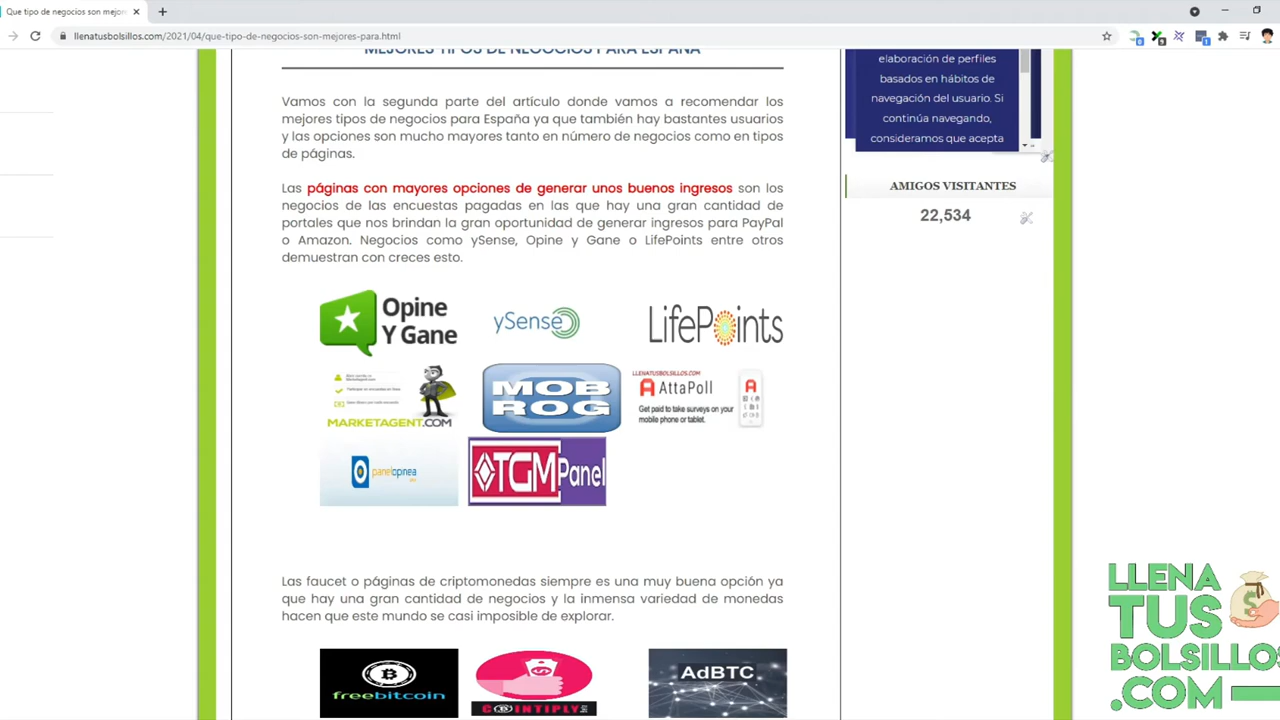 Que tipo de negocios son mejor
llenatusbolsillos.com/2021/04/que-tipo-de-negocios-son-mejores-para.html
MEJORES TIPOS DE NEGOCIOS PARA ESPAÑA
Vamos con la segunda parte del artículo donde vamos a recomendar los
mejores tipos de negocios para España ya que también hay bastantes usuarios
y las opciones son mucho mayores tanto en número de negocios como en tipos
de páginas.
Las páginas con mayores opciones de generar unos buenos ingresos son los
negocios de las encuestas pagadas en las que hay una gran cantidad de
portales que nos brindan la gran oportunidad de generar ingresos para PayPal
o Amazon. Negocios como ySense, Opine y Gane o LifePoints entre otros
demuestran con creces esto.
Opine
Y Gane
ySense
LifePoints
MARKETAGENT.COM
MOB
ROG
LLENATUSBOLSILLOS.COM
AttaPoll
Get paid to take surveys on your
mobile phone or tablet.
panelopinea
TGM Panel
Las faucet o páginas de criptomonedas siempre es una muy buena opción ya
que hay una gran cantidad de negocios y la inmensa variedad de monedas
hacen que este mundo se casi imposible de explorar.
freebitcoin
COINTIPLY
AdBTC
elaboración de perfiles
basados en hábitos de
navegación del usuario. Si
continúa navegando,
consideramos que acepta
AMIGOS VISITANTES
22,534
LLENA
TUS
BOLSILLOS
.COM